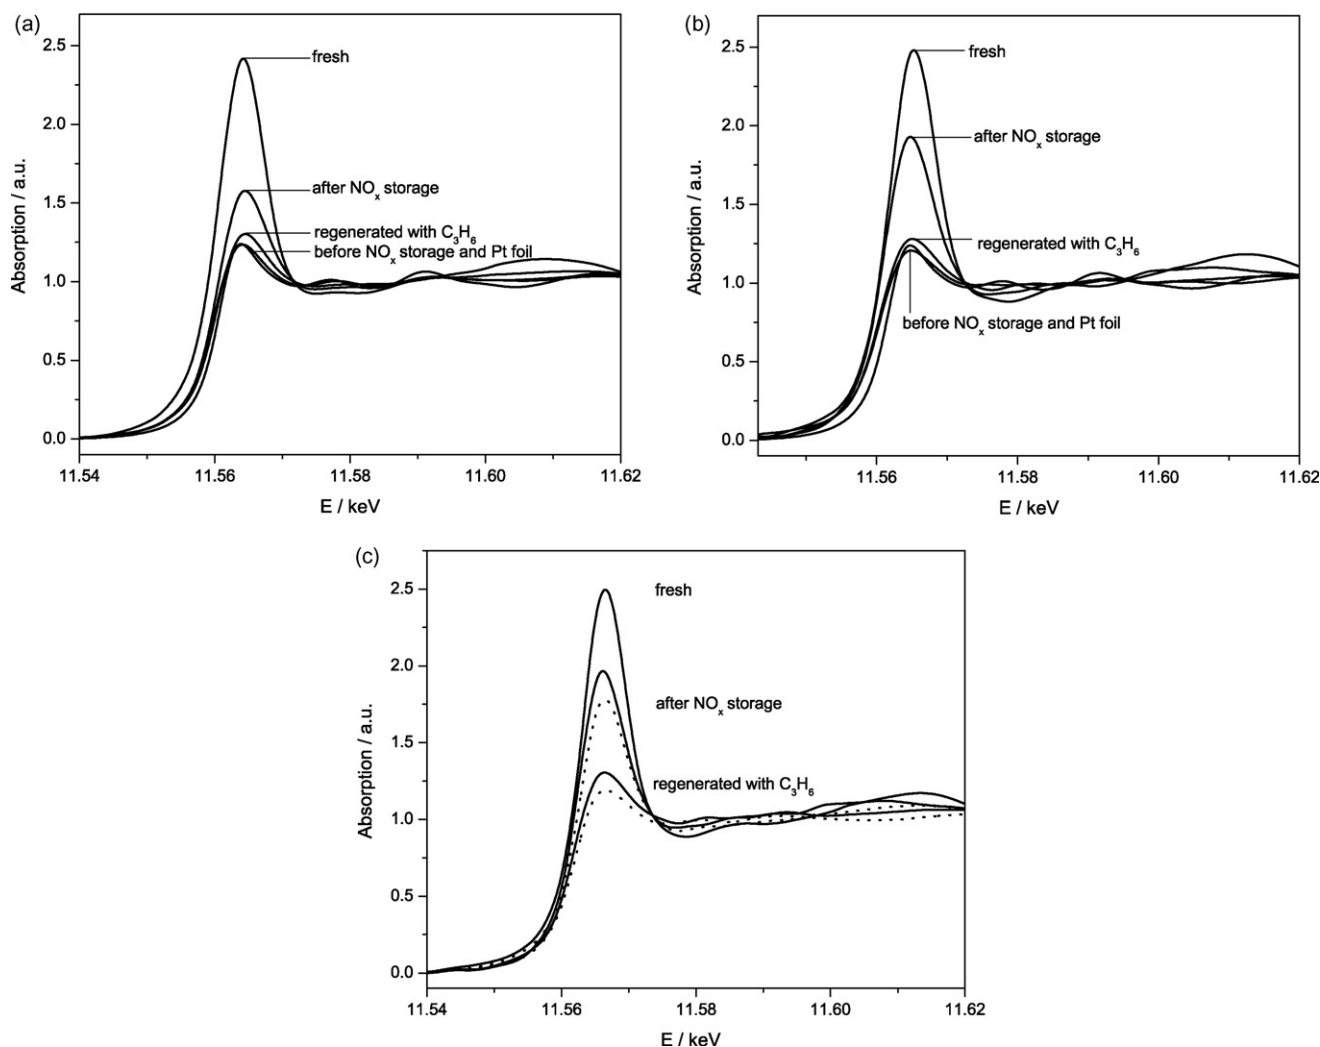 (a)
2.5
2.0
1.5
1.0
0.5
0.0
Absorption / a.u.
fresh
after NOx storage
regenerated with C3H6
before NOx storage and Pt foil
11.54
11.56
11.58
11.60
11.62
E / keV
(b)
2.5
2.0
1.5
1.0
0.5
0.0
Absorption / a.u.
fresh
after NOx storage
regenerated with C3H6
before NOx storage and Pt foil
11.56
11.58
11.60
11.62
E / keV
(c)
2.5
2.0
1.5
1.0
0.5
0.0
Absorption / a.u.
fresh
after NOx storage
regenerated with C3H6
11.54
11.56
11.58
11.60
11.62
E / keV